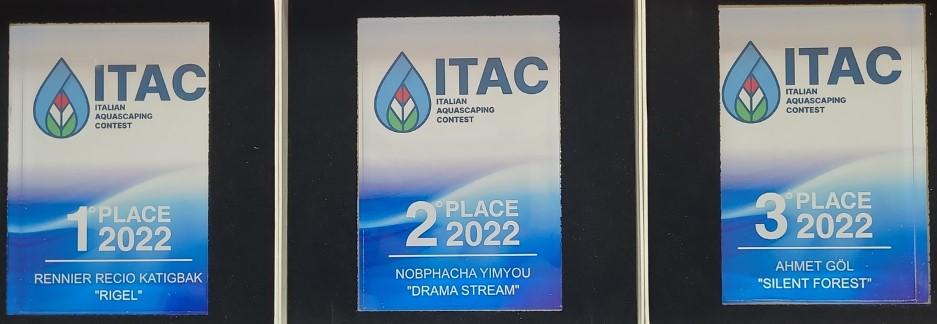 ITAC
ITALIAN
AQUASCAPING
CONTEST
1° PLACE
2022
RENNIER RECIO KATIGBAK
"RIGEL"
ITAC
ITALIAN
AQUASCAPING
CONTEST
2° PLACE
2022
NOBPHACHA YIMYOU
"DRAMA STREAM"
ITAC
ITALIAN
AQUASCAPING
CONTEST
3° PLACE
2022
AHMET GÖL
"SILENT FOREST"